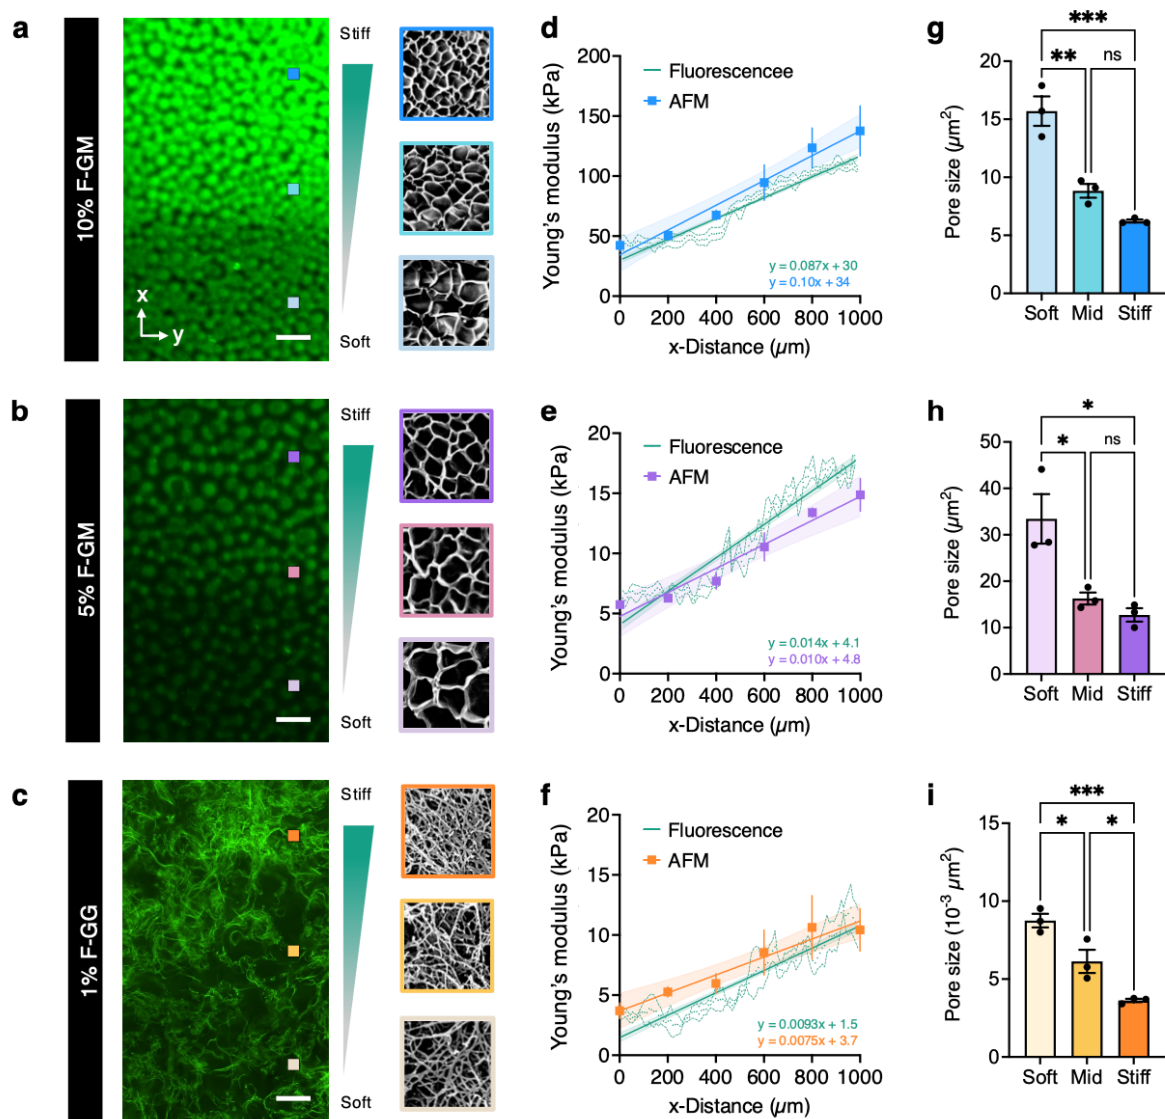 a
10% F-GM
x
y
Stiff
Soft
d
Young's modulus (kPa)
200
150
100
50
0
Fluorescencee
AFM
y = 0.087x + 30
y = 0.10x + 34
0 200 400 600 800 1000
x-Distance (µm)
g
Pore size (µm²)
20
15
10
5
0
***
** ns
Soft Mid Stiff
b
5% F-GM
Stiff
Soft
e
Young's modulus (kPa)
20
15
10
5
0
Fluorescence
AFM
y = 0.014x + 4.1
y = 0.010x + 4.8
0 200 400 600 800 1000
x-Distance (µm)
h
Pore size (µm²)
50
40
30
20
10
0
*
* ns
Soft Mid Stiff
c
1% F-GG
Stiff
Soft
f
Young's modulus (kPa)
20
15
10
5
0
Fluorescence
AFM
y = 0.0093x + 1.5
y = 0.0075x + 3.7
0 200 400 600 800 1000
x-Distance (µm)
i
Pore size (10⁻³ µm²)
15
10
5
0
***
* *
Soft Mid Stiff